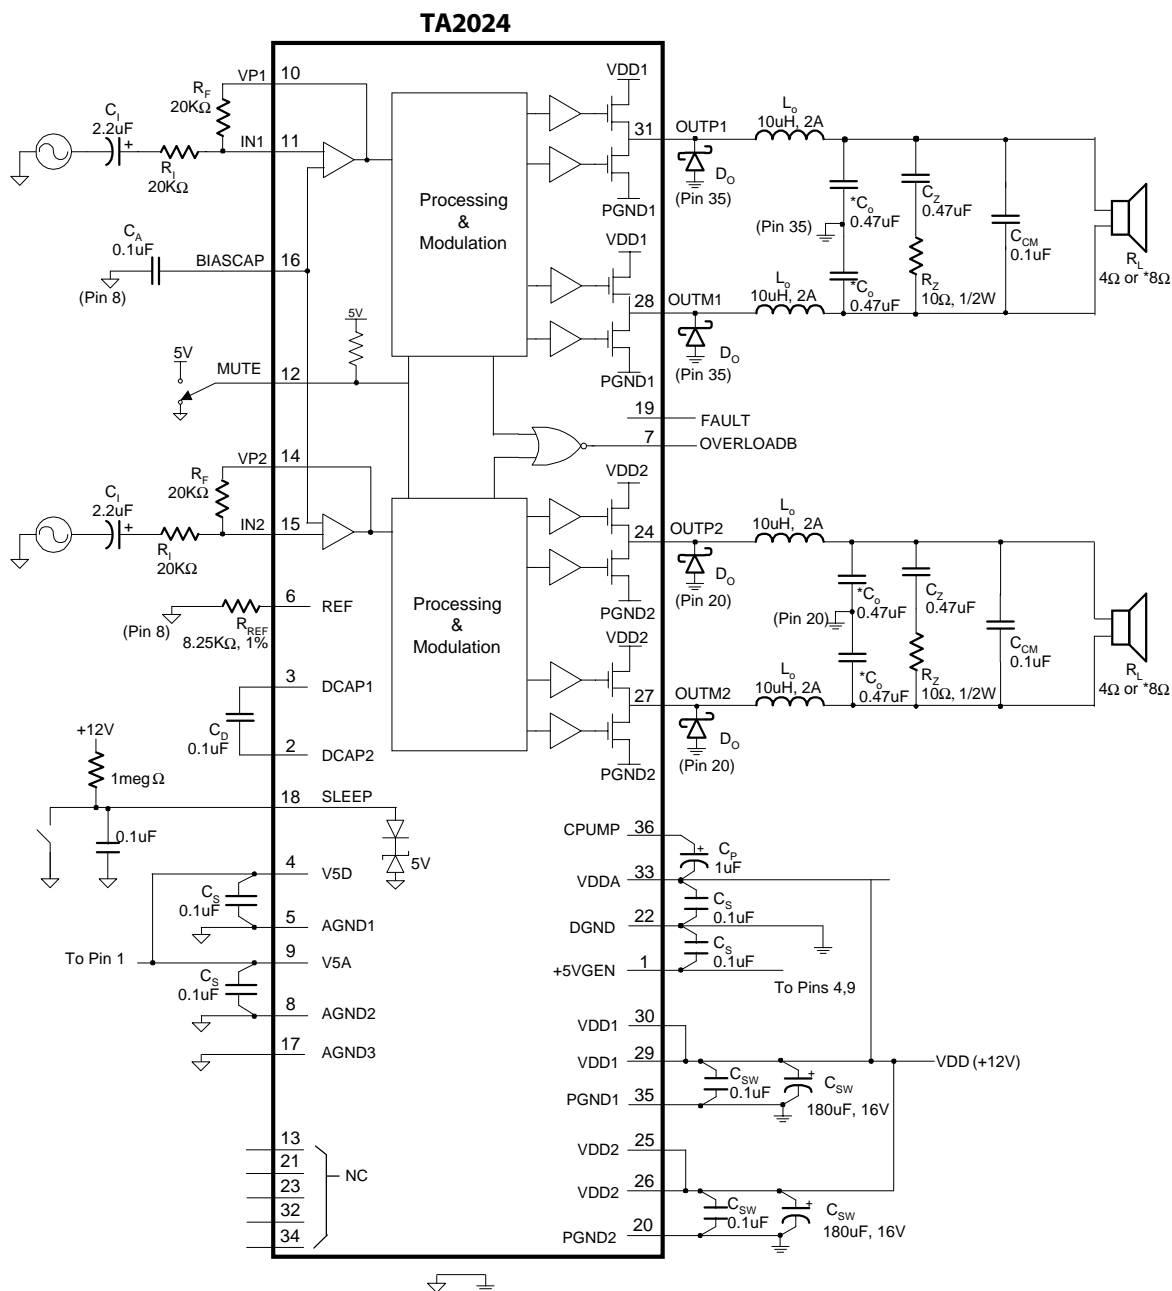 TA2024
VP1 10
R_F
20KΩ
C_I
2.2uF
+
IN1 11
R_I
20KΩ
C_A
0.1uF
BIASCAP 16
(Pin 8)
5V
5V
MUTE 12
VP2 14
R_F
20KΩ
C_I
2.2uF
+
IN2 15
R_I
20KΩ
6 REF
(Pin 8)
R_REF
8.25KΩ, 1%
3 DCAP1
C_D
0.1uF
2 DCAP2
+12V
1meg Ω
18 SLEEP
0.1uF
5V
4 V5D
C_S
0.1uF
5 AGND1
To Pin 1
9 V5A
C_S
0.1uF
8 AGND2
17 AGND3
13
21
23
32
34
NC
Processing
&
Modulation
Processing
&
Modulation
VDD1
PGND1
VDD1
PGND1
VDD2
PGND2
VDD2
PGND2
31 OUTP1
L_o
10uH, 2A
D_O
(Pin 35)
(Pin 35)
*C_o
0.47uF
*C_o
0.47uF
C_Z
0.47uF
R_Z
10Ω, 1/2W
C_CM
0.1uF
R_L
4Ω or *8Ω
28 OUTM1
L_o
10uH, 2A
D_O
(Pin 35)
19 FAULT
7 OVERLOADB
24 OUTP2
L_o
10uH, 2A
D_O
(Pin 20)
(Pin 20)
*C_o
0.47uF
*C_o
0.47uF
C_Z
0.47uF
R_Z
10Ω, 1/2W
C_CM
0.1uF
R_L
4Ω or *8Ω
27 OUTM2
L_o
10uH, 2A
D_O
(Pin 20)
CPUMP 36
+
C_P
1uF
VDDA 33
C_S
0.1uF
DGND 22
C_S
0.1uF
+5VGEN 1
To Pins 4,9
VDD1 30
VDD1 29
VDD (+12V)
C_SW
0.1uF
+
C_SW
180uF, 16V
PGND1 35
VDD2 25
VDD2 26
C_SW
0.1uF
+
C_SW
180uF, 16V
PGND2 20